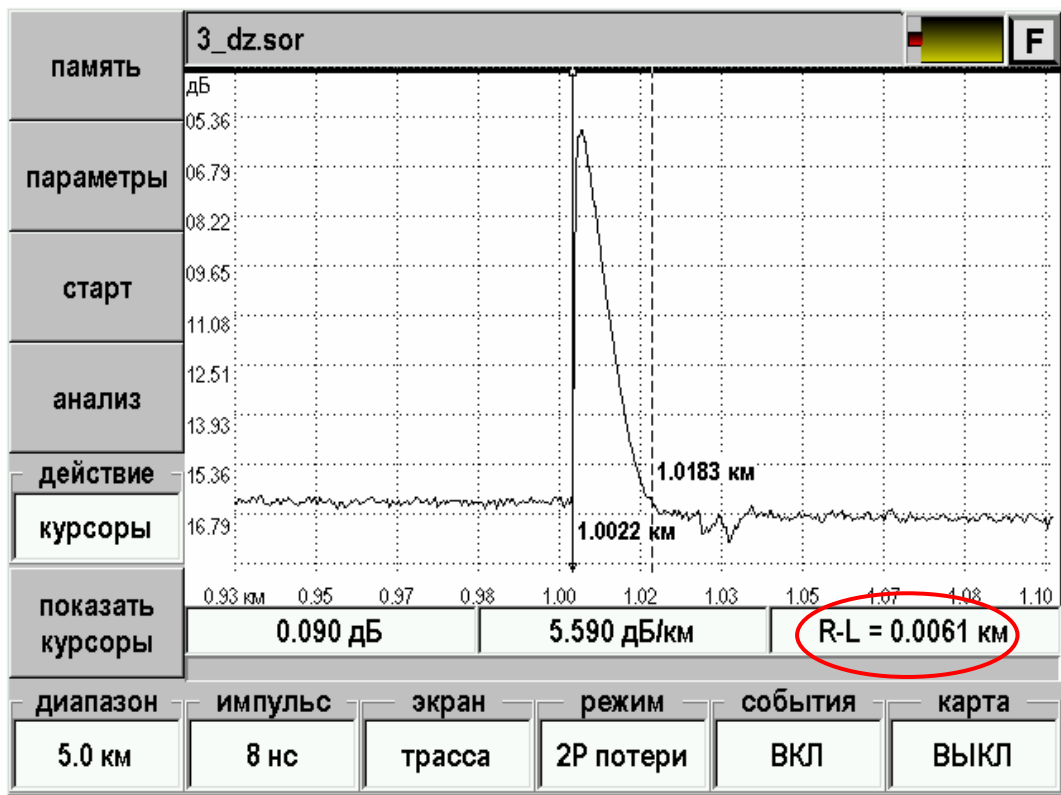 память
3_dz.sor
F
дБ
05.36
06.79
08.22
09.65
11.08
12.51
13.93
15.36
16.79
параметры
старт
анализ
действие
курсоры
показать
курсоры
1.0183 км
1.0022 км
0.93 км 0.95 0.97 0.98 1.00 1.02 1.03 1.05 1.07 1.08 1.10
0.090 дБ 5.590 дБ/км R-L = 0.0061 км
диапазон импульс экран режим события карта
5.0 км 8 нс трасса 2Р потери ВКЛ ВЫКЛ